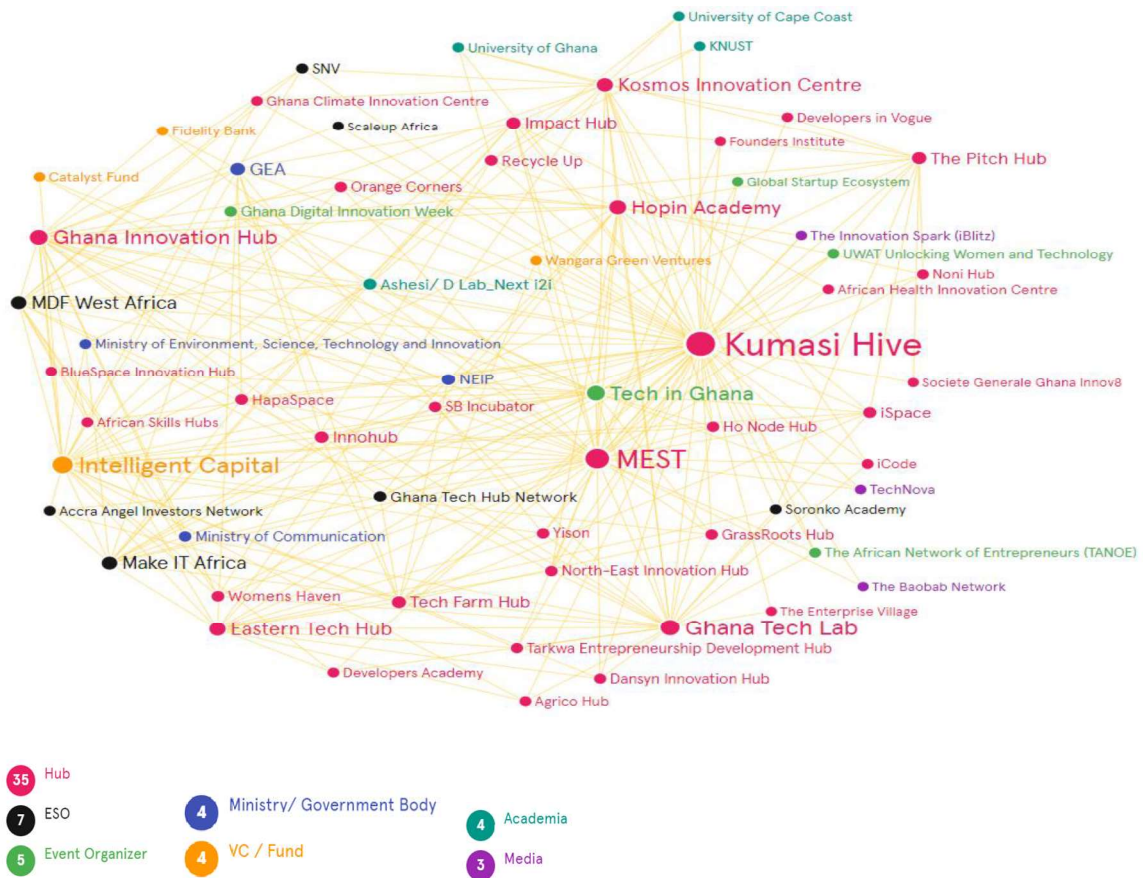 University of Cape Coast
University of Ghana
KNUST
SNV
Kosmos Innovation Centre
Ghana Climate Innovation Centre
Developers in Vogue
Impact Hub
Scaleup Africa
Fidelity Bank
Founders Institute
Recycle Up
The Pitch Hub
GEA
Catalyst Fund
Global Startup Ecosystem
Orange Corners
Hopin Academy
Ghana Digital Innovation Week
Ghana Innovation Hub
The Innovation Spark (iBlitz)
UWAT Unlocking Women and Technology
Wangara Green Ventures
Noni Hub
Ashesi/ D Lab_Next i2i
African Health Innovation Centre
MDF West Africa
Ministry of Environment, Science, Technology and Innovation
Kumasi Hive
BlueSpace Innovation Hub
NEIP
Societe Generale Ghana Innov8
Tech in Ghana
HapaSpace
SB Incubator
iSpace
African Skills Hubs
Ho Node Hub
Innohub
MEST
Intelligent Capital
iCode
TechNova
Ghana Tech Hub Network
Accra Angel Investors Network
Soronko Academy
Ministry of Communication
Yison
GrassRoots Hub
The African Network of Entrepreneurs (TANOE)
Make IT Africa
North-East Innovation Hub
The Baobab Network
Womens Haven
Tech Farm Hub
The Enterprise Village
Eastern Tech Hub
Ghana Tech Lab
Tarkwa Entrepreneurship Development Hub
Developers Academy
Dansyn Innovation Hub
Agrico Hub
35 Hub
7 ESO
5 Event Organizer
4 Ministry/ Government Body
4 VC / Fund
4 Academia
3 Media